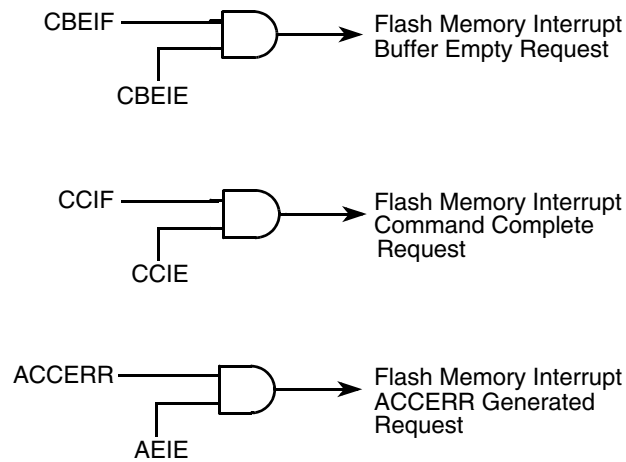 CBEIF
CBEIE
Flash Memory Interrupt
Buffer Empty Request
CCIF
CCIE
Flash Memory Interrupt
Command Complete
Request
ACCERR
AEIE
Flash Memory Interrupt
ACCERR Generated
Request